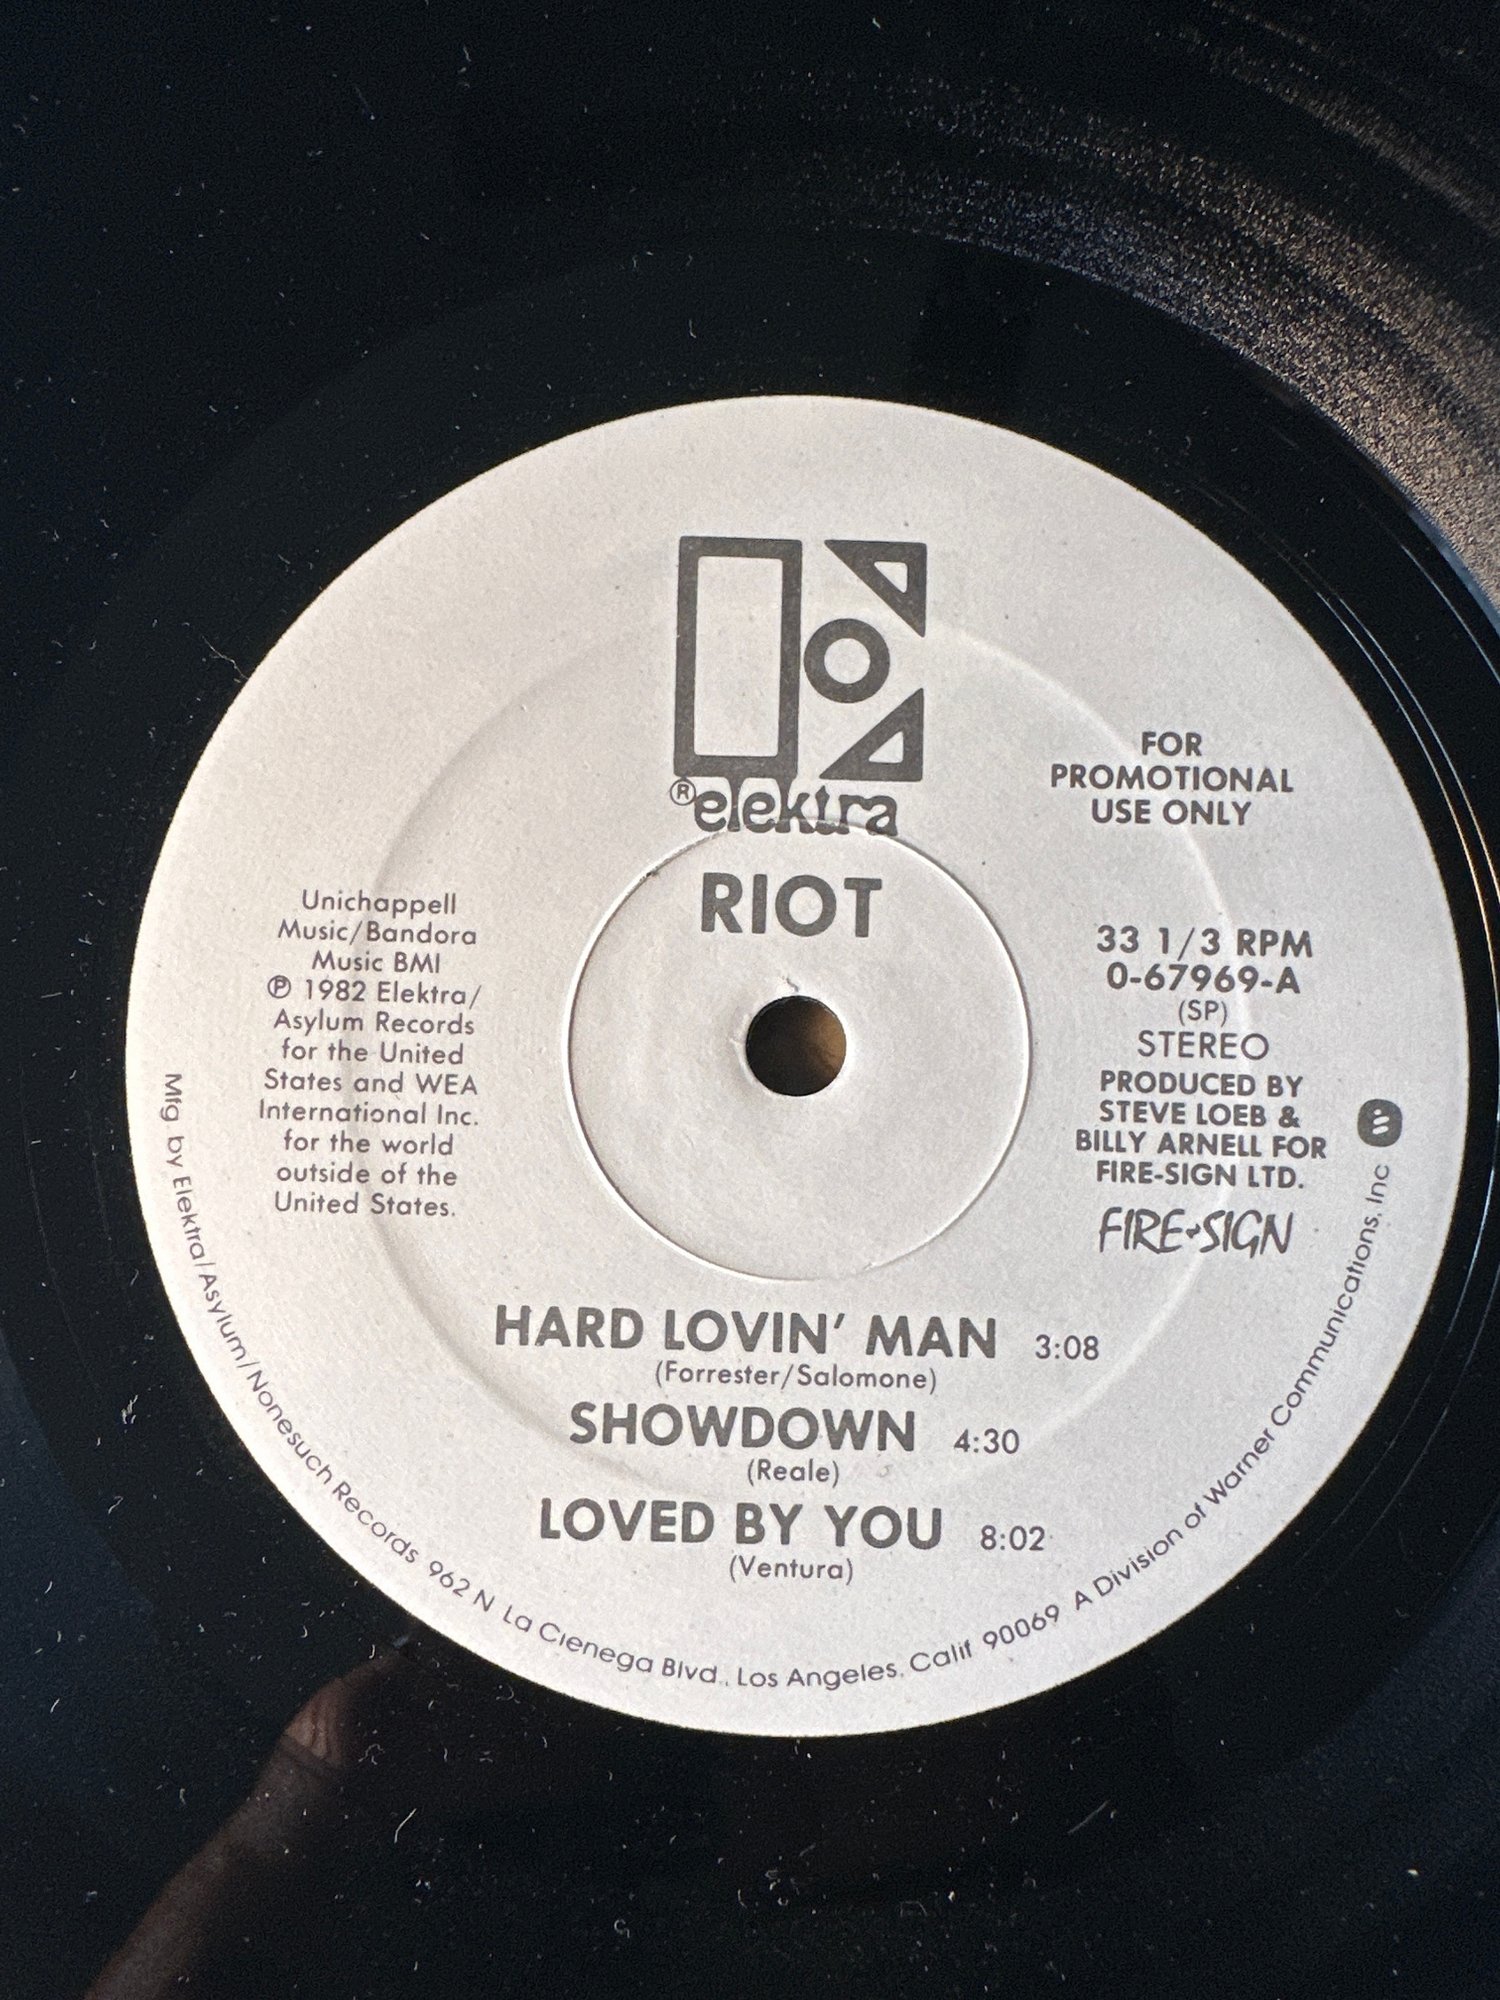 ® elektra
RIOT
FOR
PROMOTIONAL
USE ONLY
Unichappell
Music/Bandora
Music BMI
℗ 1982 Elektra/
Asylum Records
for the United
States and WEA
International Inc.
for the world
outside of the
United States.
33 1/3 RPM
0-67969-A
(SP)
STEREO
PRODUCED BY
STEVE LOEB &
BILLY ARNELL FOR
FIRE-SIGN LTD.
FIRE-SIGN
HARD LOVIN' MAN 3:08
(Forrester/Salomone)
SHOWDOWN 4:30
(Reale)
LOVED BY YOU 8:02
(Ventura)
Mfg by Elektra/Asylum/Nonesuch Records 962 N La Cienega Blvd., Los Angeles, Calif 90069 A Division of Warner Communications, Inc